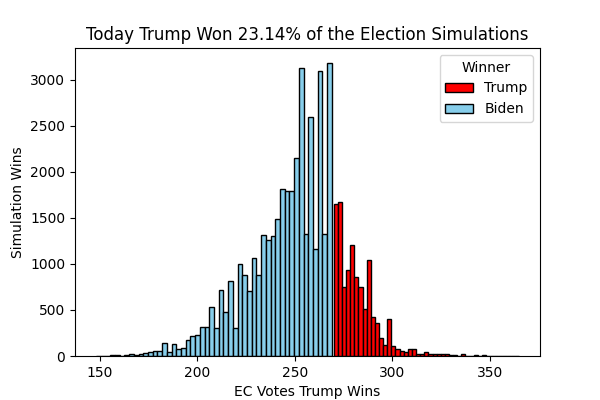 Today Trump Won 23.14% of the Election Simulations
Winner
Trump
Biden
3000
2500
2000
1500
1000
500
0
Simulation Wins
150 200 250 300 350
EC Votes Trump Wins